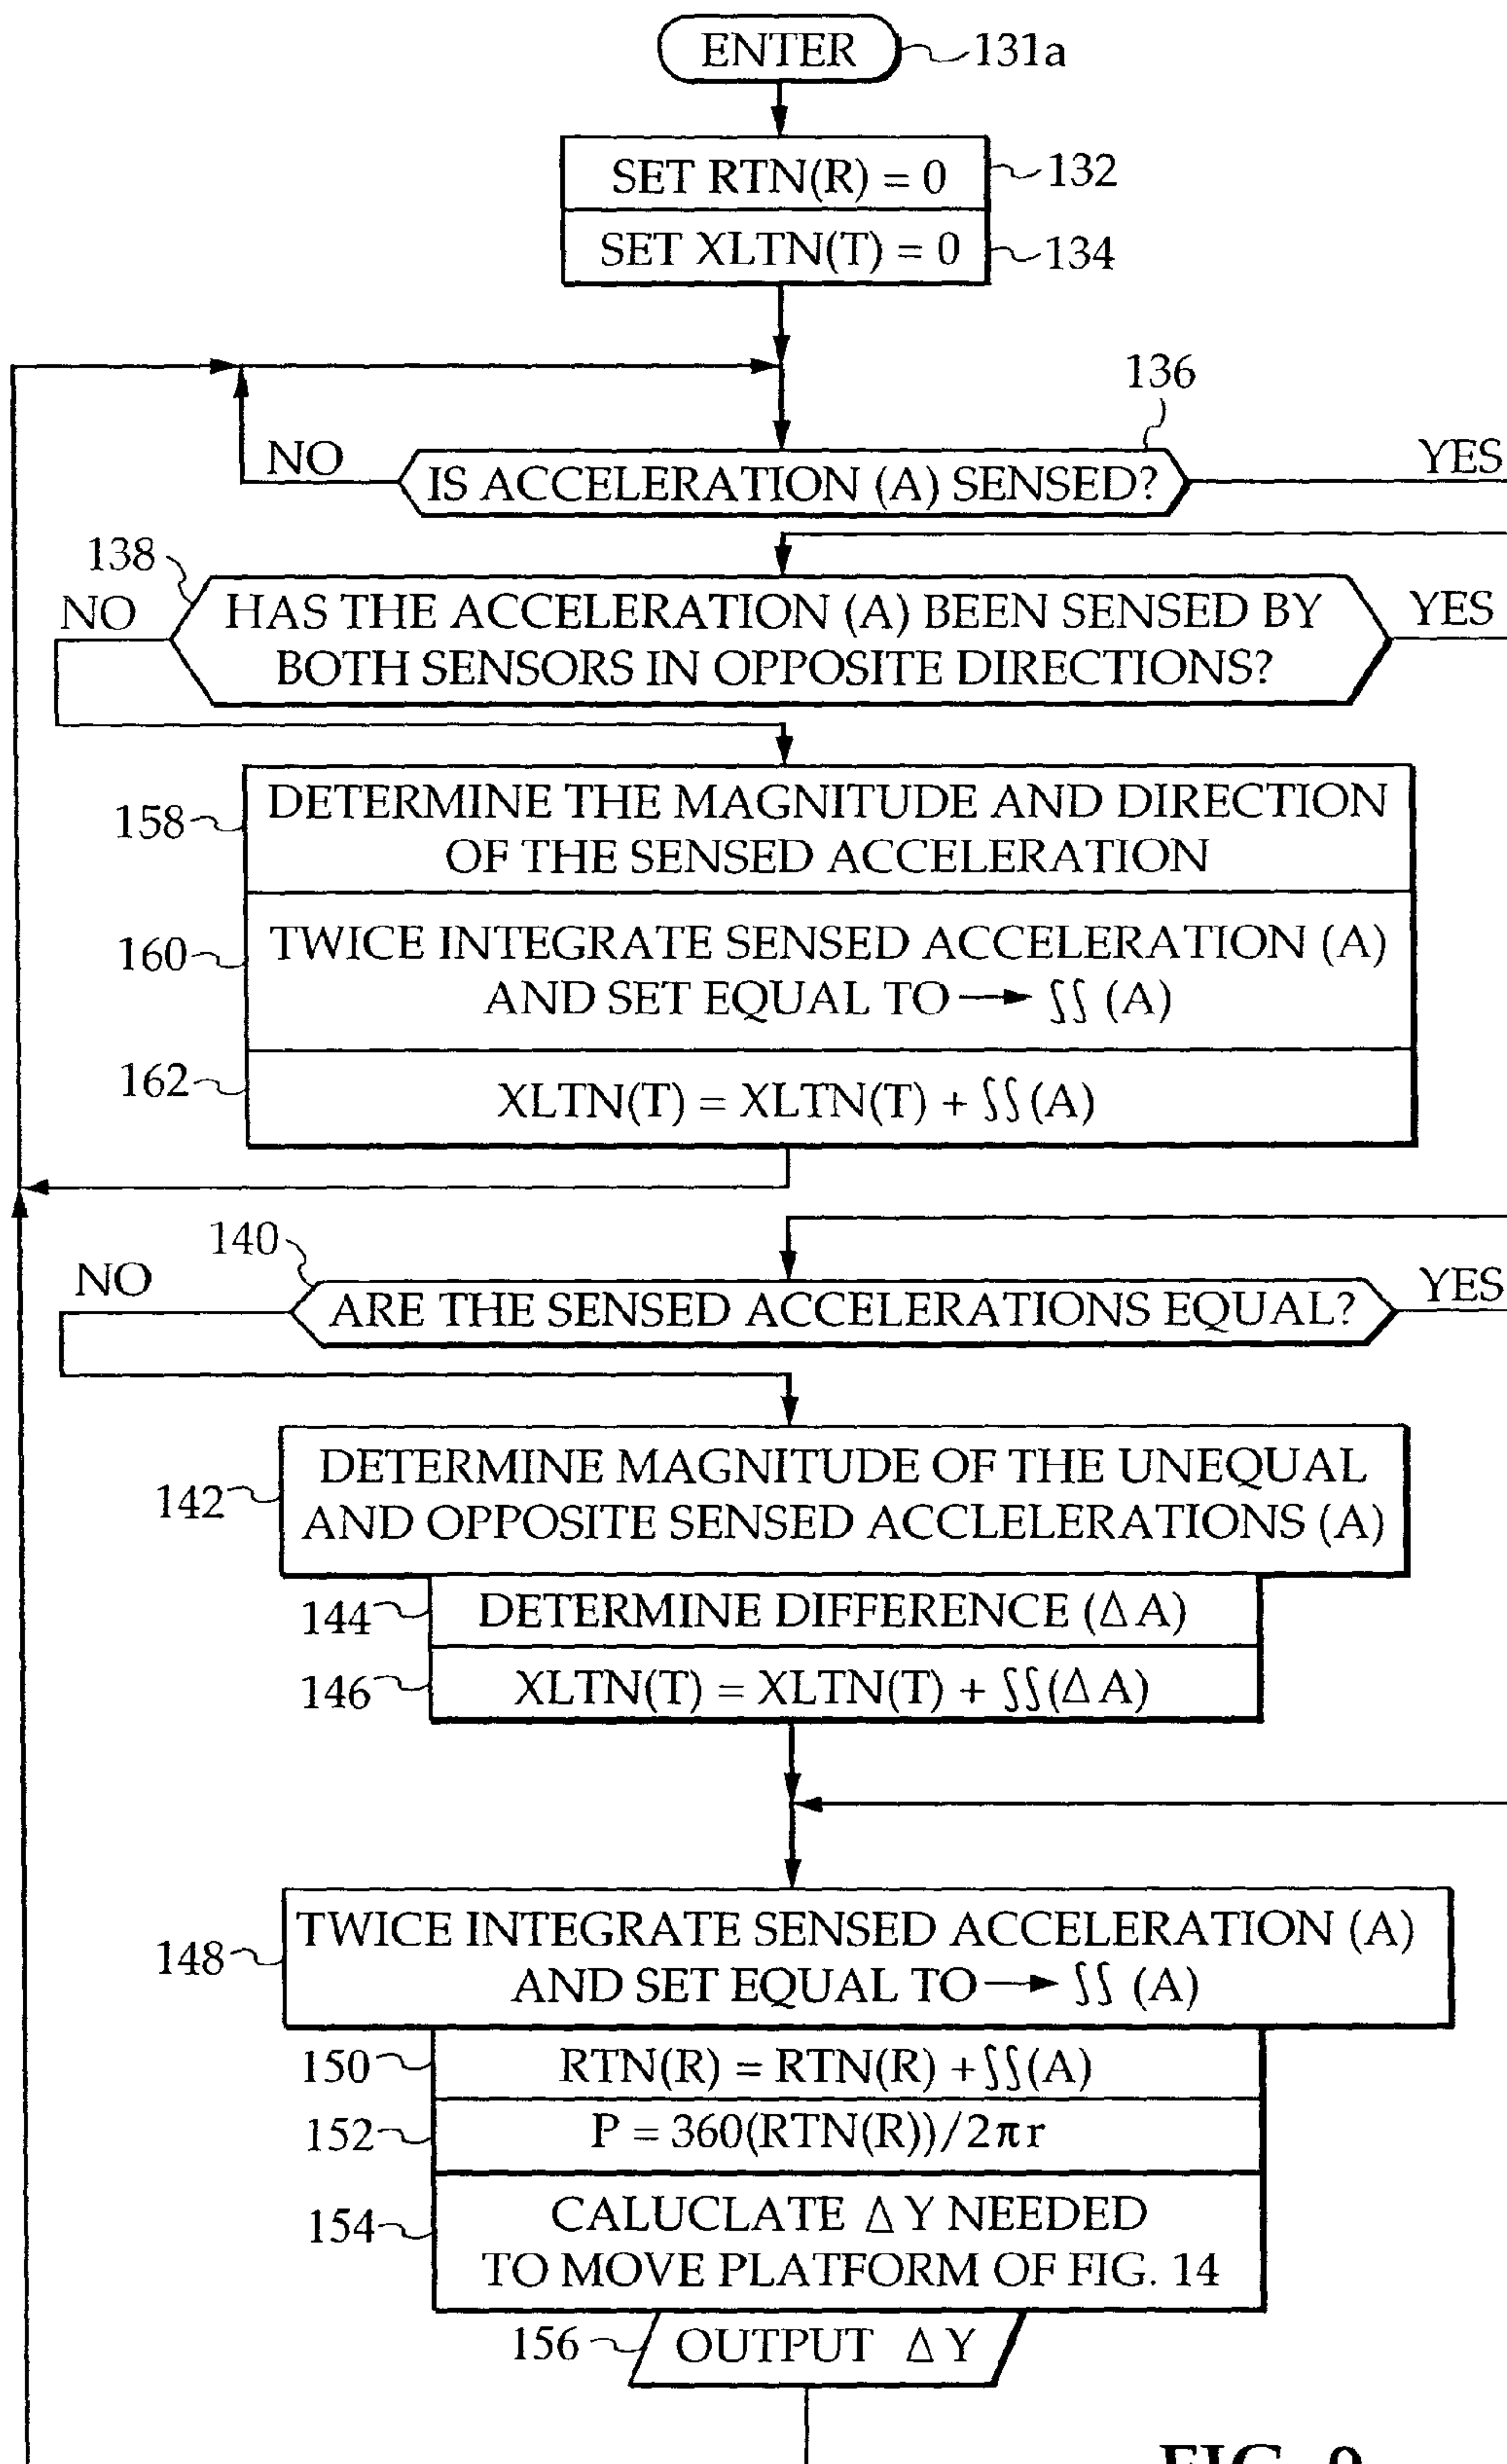 ENTER
131a
SET RTN(R) = 0
132
SET XLTN(T) = 0
134
136
NO
IS ACCELERATION (A) SENSED?
YES
138
NO
HAS THE ACCELERATION (A) BEEN SENSED BY
BOTH SENSORS IN OPPOSITE DIRECTIONS?
YES
158
DETERMINE THE MAGNITUDE AND DIRECTION
OF THE SENSED ACCELERATION
160
TWICE INTEGRATE SENSED ACCELERATION (A)
AND SET EQUAL TO → ∫∫ (A)
162
XLTN(T) = XLTN(T) + ∫∫ (A)
140
NO
ARE THE SENSED ACCELERATIONS EQUAL?
YES
142
DETERMINE MAGNITUDE OF THE UNEQUAL
AND OPPOSITE SENSED ACCLELERATIONS (A)
144
DETERMINE DIFFERENCE (Δ A)
146
XLTN(T) = XLTN(T) + ∫∫(Δ A)
148
TWICE INTEGRATE SENSED ACCELERATION (A)
AND SET EQUAL TO → ∫∫ (A)
150
RTN(R) = RTN(R) + ∫∫(A)
152
P = 360(RTN(R))/2πr
154
CALUCLATE Δ Y NEEDED
TO MOVE PLATFORM OF FIG. 14
156
OUTPUT Δ Y